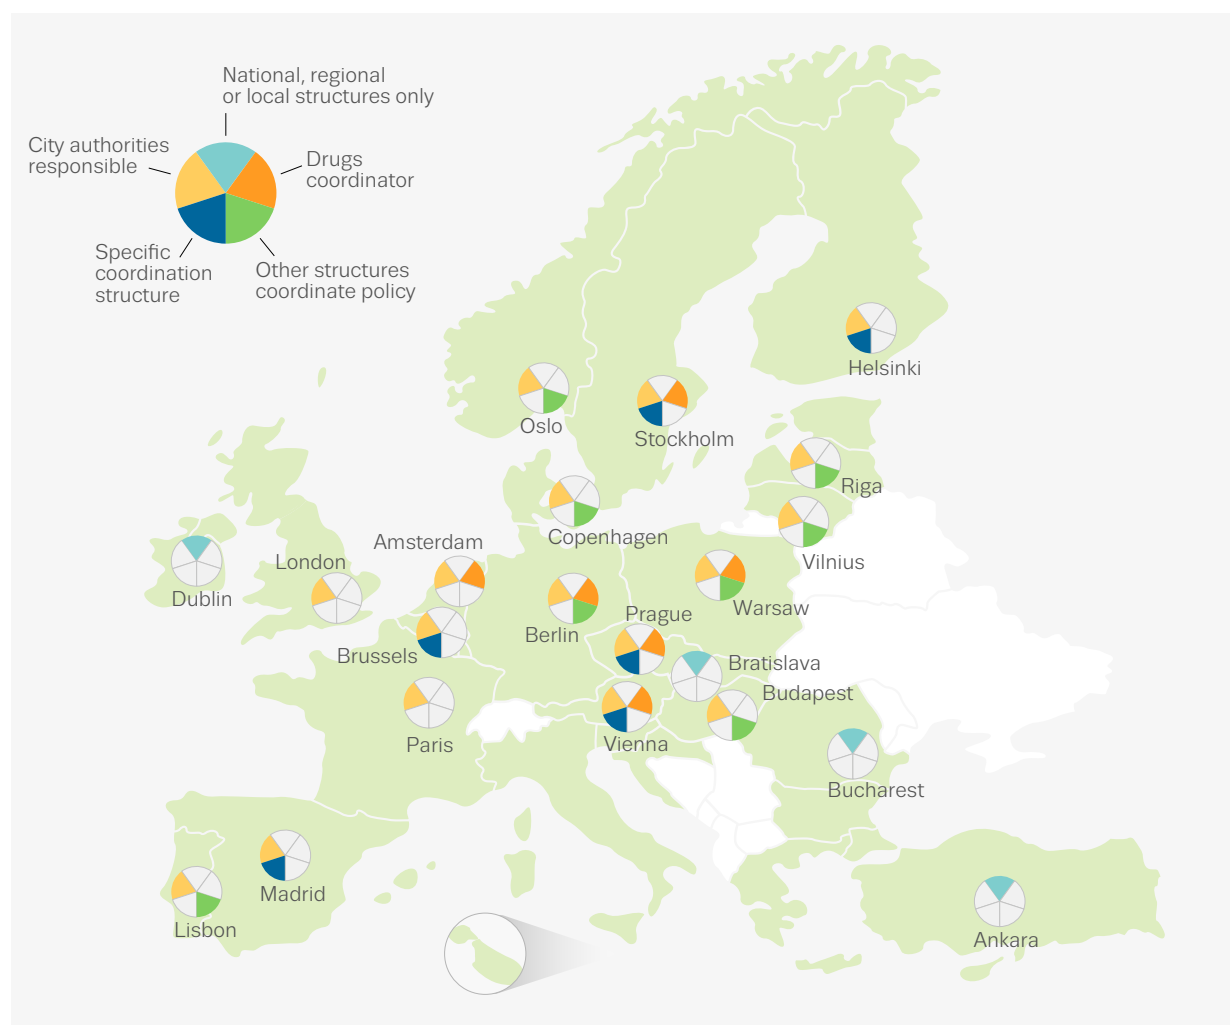 National, regional
or local structures only
City authorities
responsible
Drugs
coordinator
Specific
coordination
structure
Other structures
coordinate policy
Helsinki
Oslo
Stockholm
Riga
Copenhagen
Amsterdam
Vilnius
London
Dublin
Warsaw
Prague
Berlin
Brussels
Bratislava
Budapest
Paris
Vienna
Bucharest
Madrid
Lisbon
Ankara